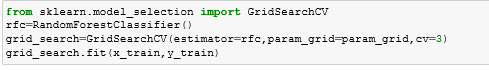 from sklearn.model_selection import GridSearchCV
rfc=RandomForestClassifier()
grid_search=GridSearchCV(estimator=rfc,param_grid=param_grid,cv=3)
grid_search.fit(x_train,y_train)